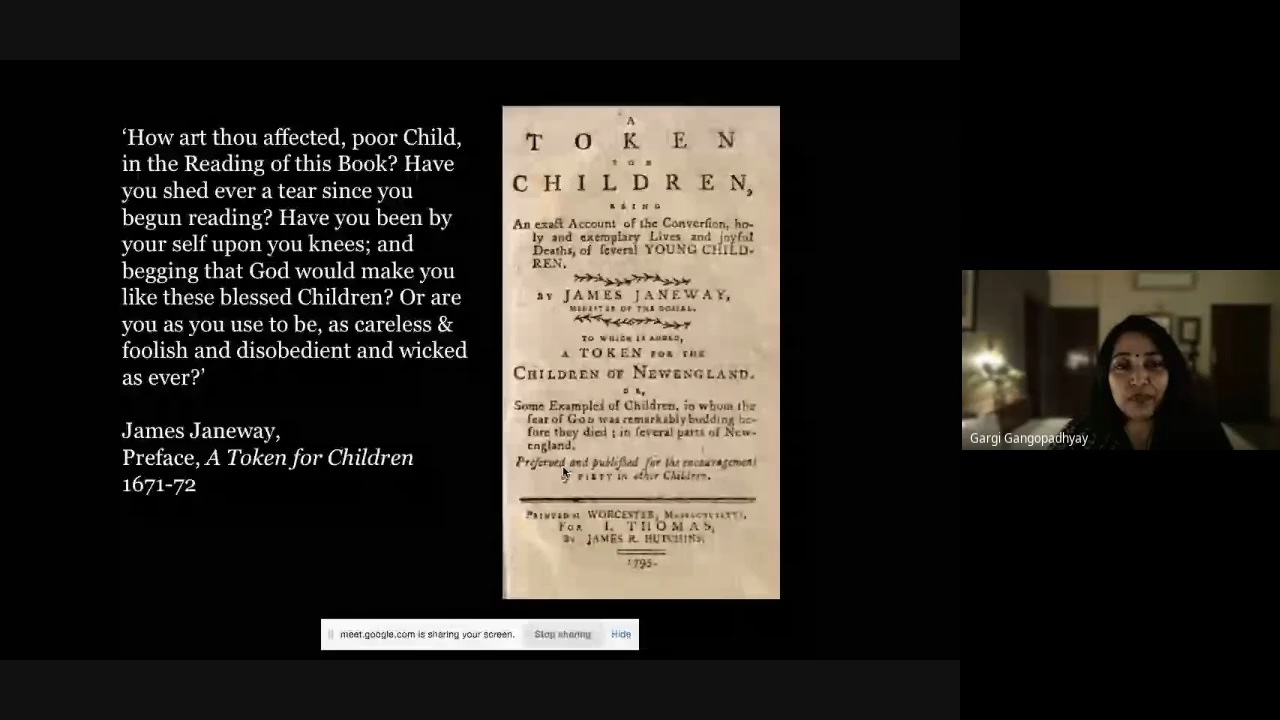 ‘How art thou affected, poor Child,
in the Reading of this Book? Have
you shed ever a tear since you
begun reading? Have you been by
your self upon you knees; and
begging that God would make you
like these blessed Children? Or are
you as you use to be, as careless &
foolish and disobedient and wicked
as ever?’
James Janeway,
Preface, A Token for Children
1671-72
A
TOKEN
FOR
CHILDREN,
BEING
An exact Account of the Converſion, ho-
ly and exemplary Lives and joyful
Deaths, of ſeveral YOUNG CHILD-
REN.
BY JAMES JANEWAY,
MINISTER OF THE GOSPEL.
TO WHICH IS ADDED,
A TOKEN FOR THE
CHILDREN OF NEWENGLAND.
OR,
Some Examples of Children, in whom the
fear of GOD was remarkably budding be-
fore they died; in ſeveral parts of New-
england.
Preſerved and publiſhed for the encouragement
PIETY in other Children.
PRINTED at WORCESTER, MASSACHUSETTS,
FOR I. THOMAS,
By JAMES R. HUTCHINS.
1795.
meet.google.com is sharing your screen. Stop sharing Hide
Gargi Gangopadhyay